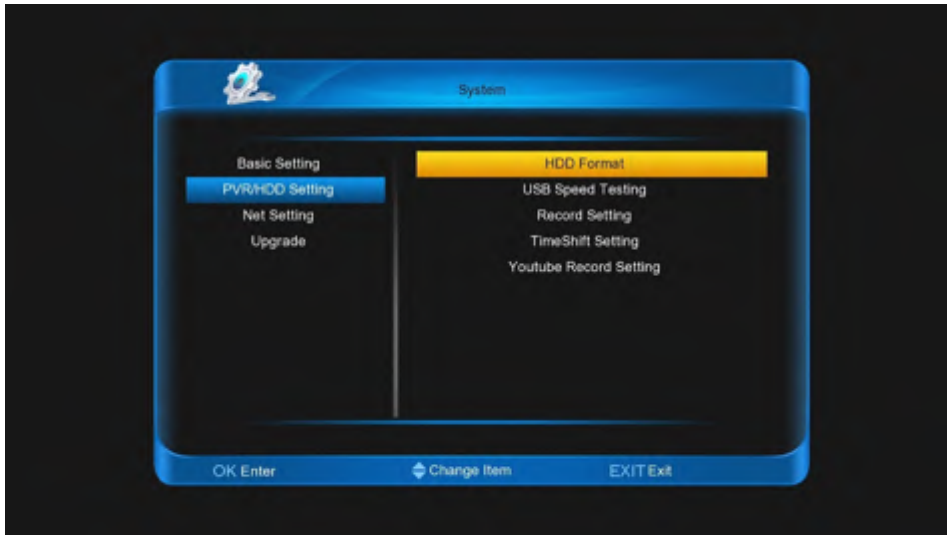 System
Basic Setting
PVR/HDD Setting
Net Setting
Upgrade
HDD Format
USB Speed Testing
Record Setting
TimeShift Setting
Youtube Record Setting
OK Enter
Change Item
EXIT Exit